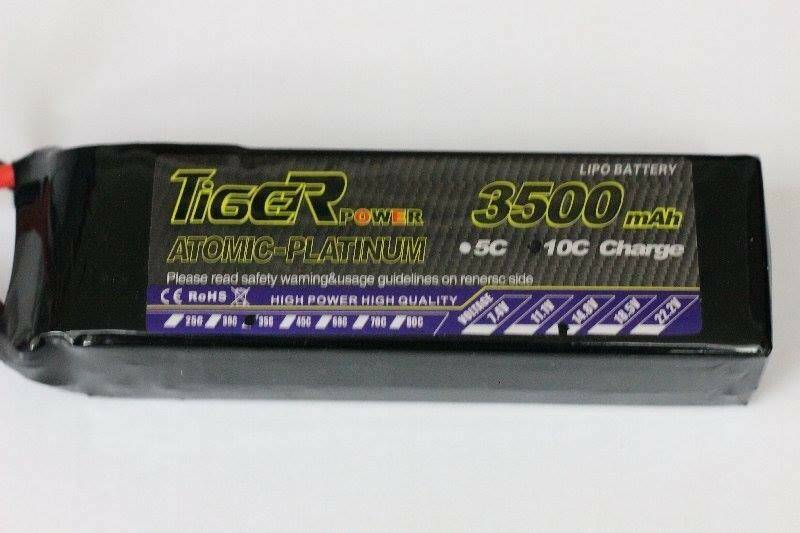 LIPO BATTERY
TiGER POWER
3500 mAh
ATOMIC-PLATINUM
5C 10C Charge
Please read safety warning&usage guidelines on renersc side
CE RoHS
HIGH POWER HIGH QUALITY
25C 30C 35C 45C 60C 70C 80C
VOLTAGE 7.4V 11.1V 14.8V 18.5V 22.2V